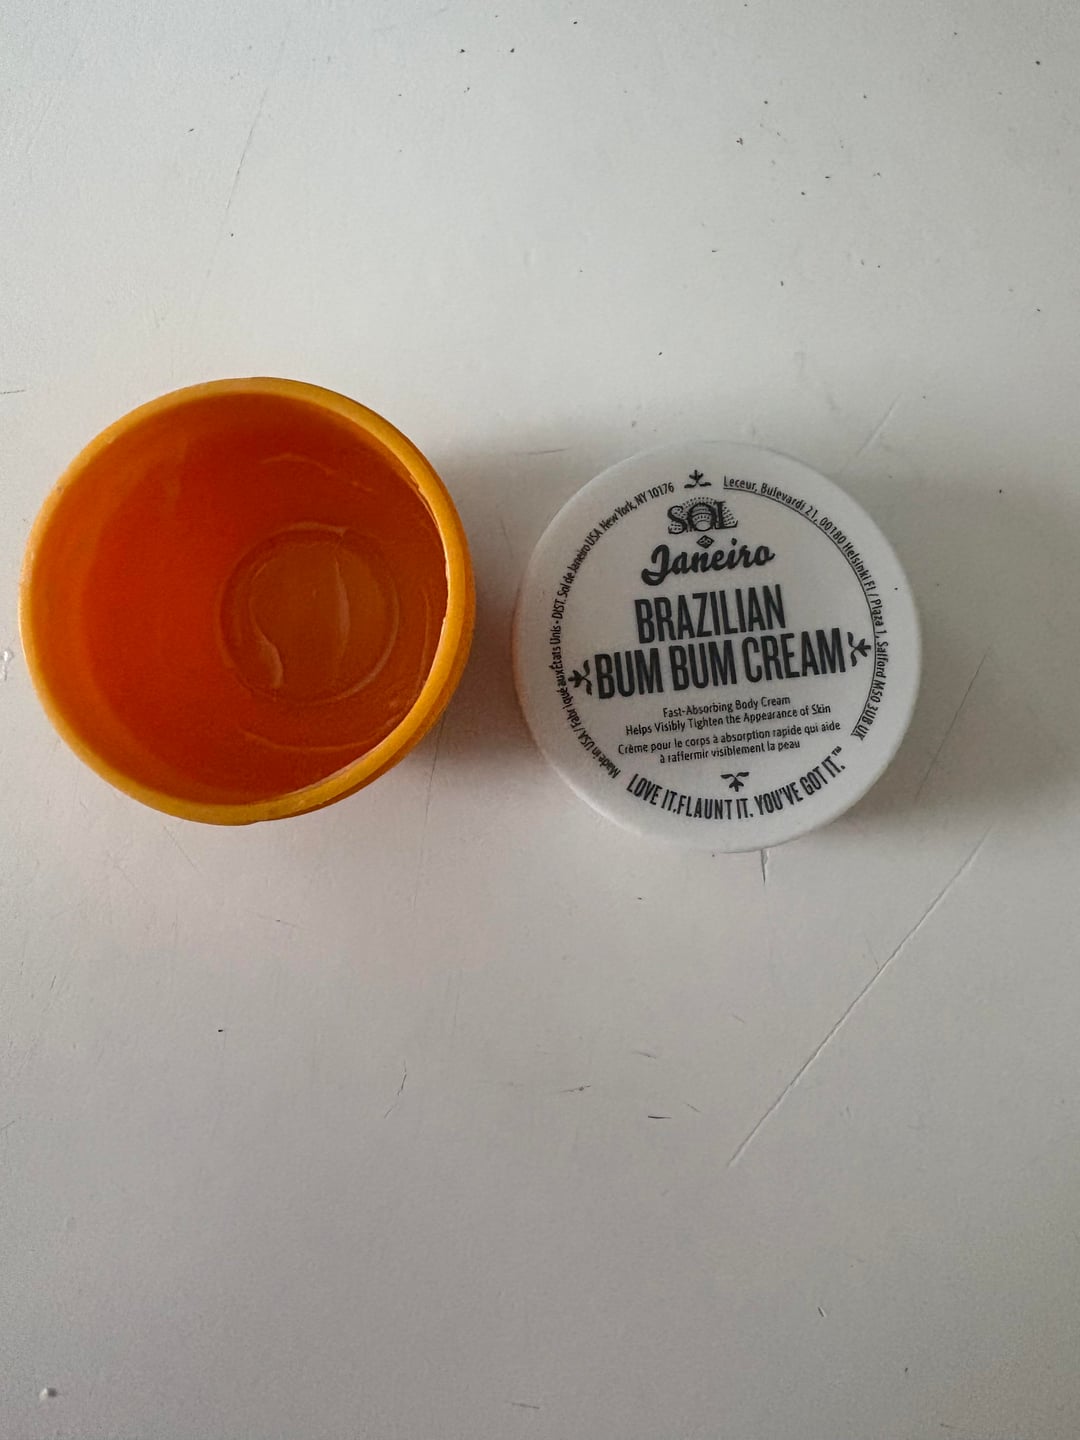 SOL
de
Janeiro
BRAZILIAN
BUM BUM CREAM
Fast-Absorbing Body Cream
Helps Visibly Tighten the Appearance of Skin
Crème pour le corps à absorption rapide qui aide
à raffermir visiblement la peau
LOVE IT.FLAUNT IT. YOU'VE GOT IT.™
Made in USA / Fabriqué aux États Unis • DIST. Sol de Janeiro USA, New York, NY 10176
Leceur, Bulevardi 21, 00180 Helsinki FI / Plaza 1, Salford M50 3UB UK